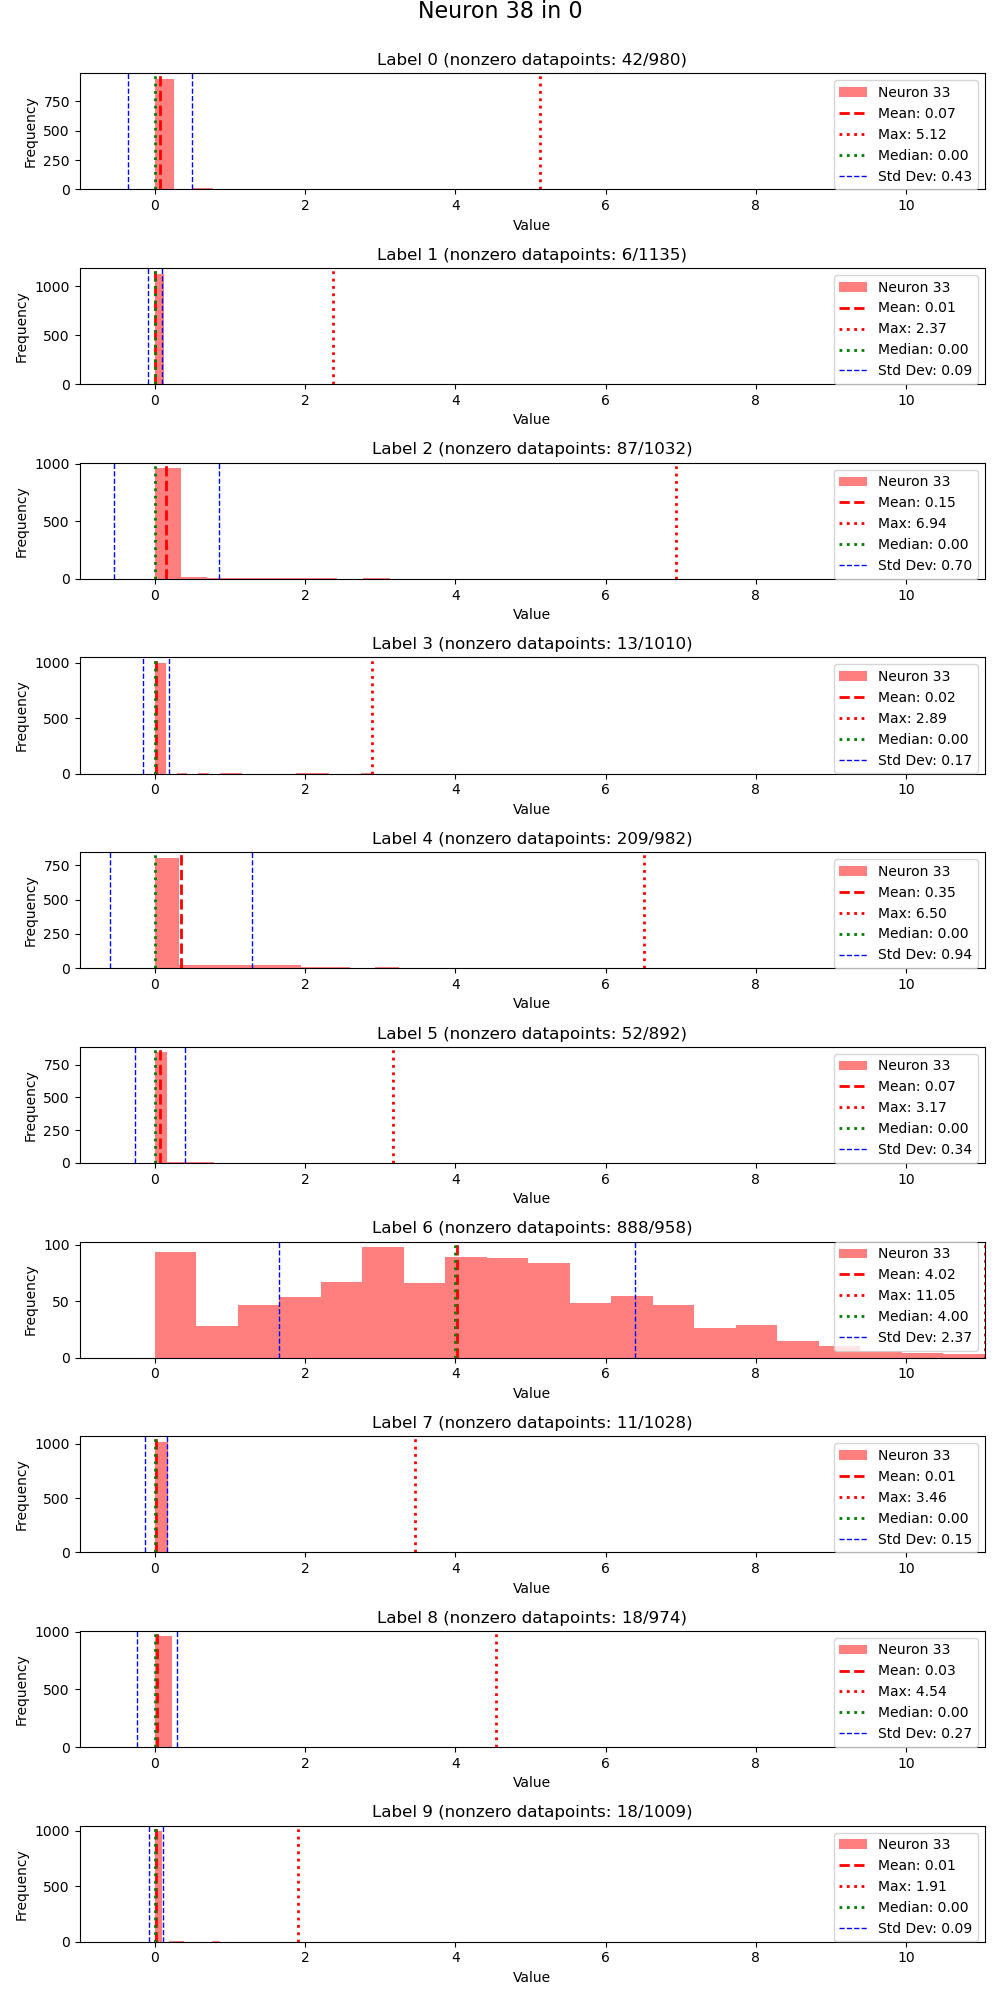 Neuron 38 in 0
Label 0 (nonzero datapoints: 42/980)
Frequency
750
500
250
0
Neuron 33
Mean: 0.07
Max: 5.12
Median: 0.00
Std Dev: 0.43
0 2 4 6 8 10
Value
Label 1 (nonzero datapoints: 6/1135)
Frequency
1000
500
0
Neuron 33
Mean: 0.01
Max: 2.37
Median: 0.00
Std Dev: 0.09
0 2 4 6 8 10
Value
Label 2 (nonzero datapoints: 87/1032)
Frequency
1000
500
0
Neuron 33
Mean: 0.15
Max: 6.94
Median: 0.00
Std Dev: 0.70
0 2 4 6 8 10
Value
Label 3 (nonzero datapoints: 13/1010)
Frequency
1000
500
0
Neuron 33
Mean: 0.02
Max: 2.89
Median: 0.00
Std Dev: 0.17
0 2 4 6 8 10
Value
Label 4 (nonzero datapoints: 209/982)
Frequency
750
500
250
0
Neuron 33
Mean: 0.35
Max: 6.50
Median: 0.00
Std Dev: 0.94
0 2 4 6 8 10
Value
Label 5 (nonzero datapoints: 52/892)
Frequency
750
500
250
0
Neuron 33
Mean: 0.07
Max: 3.17
Median: 0.00
Std Dev: 0.34
0 2 4 6 8 10
Value
Label 6 (nonzero datapoints: 888/958)
Frequency
100
50
0
Neuron 33
Mean: 4.02
Max: 11.05
Median: 4.00
Std Dev: 2.37
0 2 4 6 8 10
Value
Label 7 (nonzero datapoints: 11/1028)
Frequency
1000
500
0
Neuron 33
Mean: 0.01
Max: 3.46
Median: 0.00
Std Dev: 0.15
0 2 4 6 8 10
Value
Label 8 (nonzero datapoints: 18/974)
Frequency
1000
500
0
Neuron 33
Mean: 0.03
Max: 4.54
Median: 0.00
Std Dev: 0.27
0 2 4 6 8 10
Value
Label 9 (nonzero datapoints: 18/1009)
Frequency
1000
500
0
Neuron 33
Mean: 0.01
Max: 1.91
Median: 0.00
Std Dev: 0.09
0 2 4 6 8 10
Value